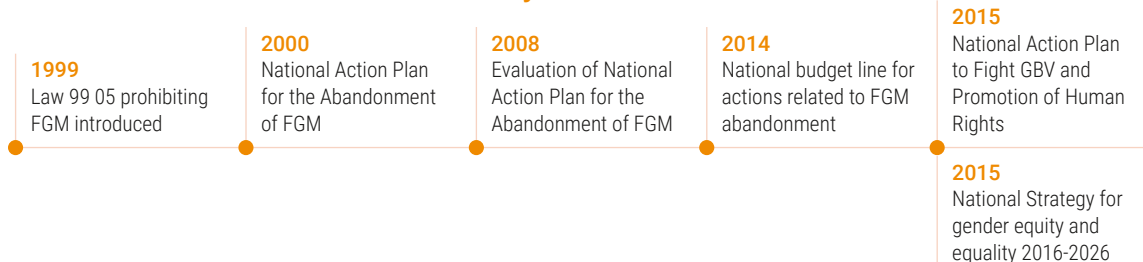 1999
Law 99 05 prohibiting
FGM introduced
2000
National Action Plan
for the Abandonment
of FGM
2008
Evaluation of National
Action Plan for the
Abandonment of FGM
2014
National budget line for
actions related to FGM
abandonment
2015
National Action Plan
to Fight GBV and
Promotion of Human
Rights
2015
National Strategy for
gender equity and
equality 2016-2026